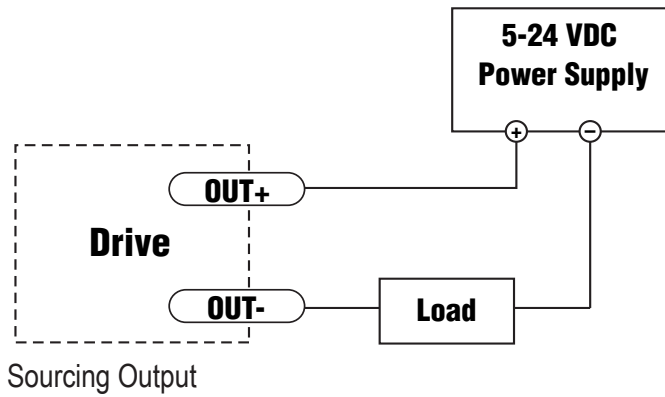 5-24 VDC
Power Supply
+ −
OUT+
Drive
OUT-
Load
Sourcing Output